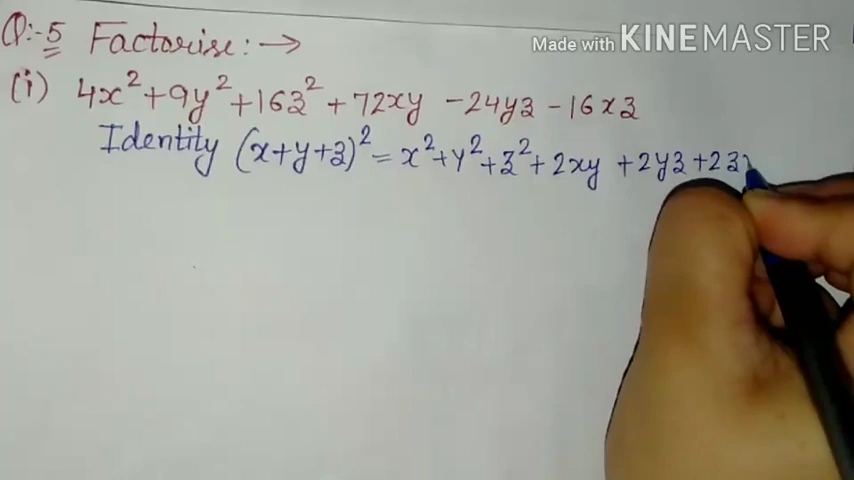 Made with KINEMASTER
Q:-5 Factorise:→
(i) 4x²+9y²+16z²+72xy-24yz-16xz
Identity (x+y+z)²=x²+y²+z²+2xy+2yz+2z